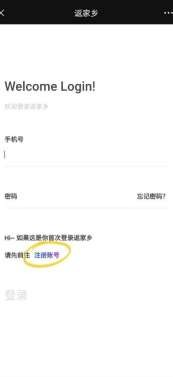 返家乡
Welcome Login!
欢迎登录返家乡
手机号
密码 忘记密码?
Hi~ 如果这是你首次登录返家乡
请先前往 注册账号
登录